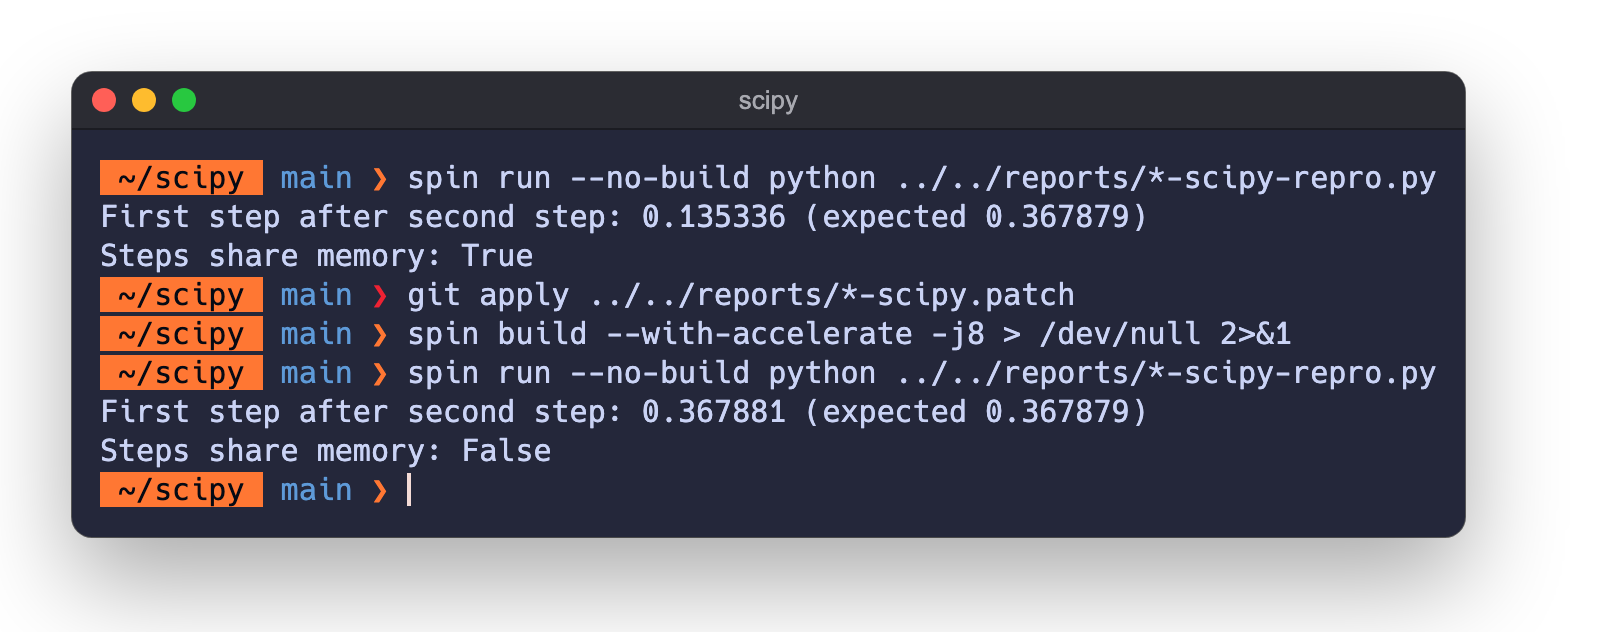 scipy
~/scipy main ❯ spin run --no-build python ../../reports/*-scipy-repro.py
First step after second step: 0.135336 (expected 0.367879)
Steps share memory: True
~/scipy main ❯ git apply ../../reports/*-scipy.patch
~/scipy main ❯ spin build --with-accelerate -j8 > /dev/null 2>&1
~/scipy main ❯ spin run --no-build python ../../reports/*-scipy-repro.py
First step after second step: 0.367881 (expected 0.367879)
Steps share memory: False
~/scipy main ❯